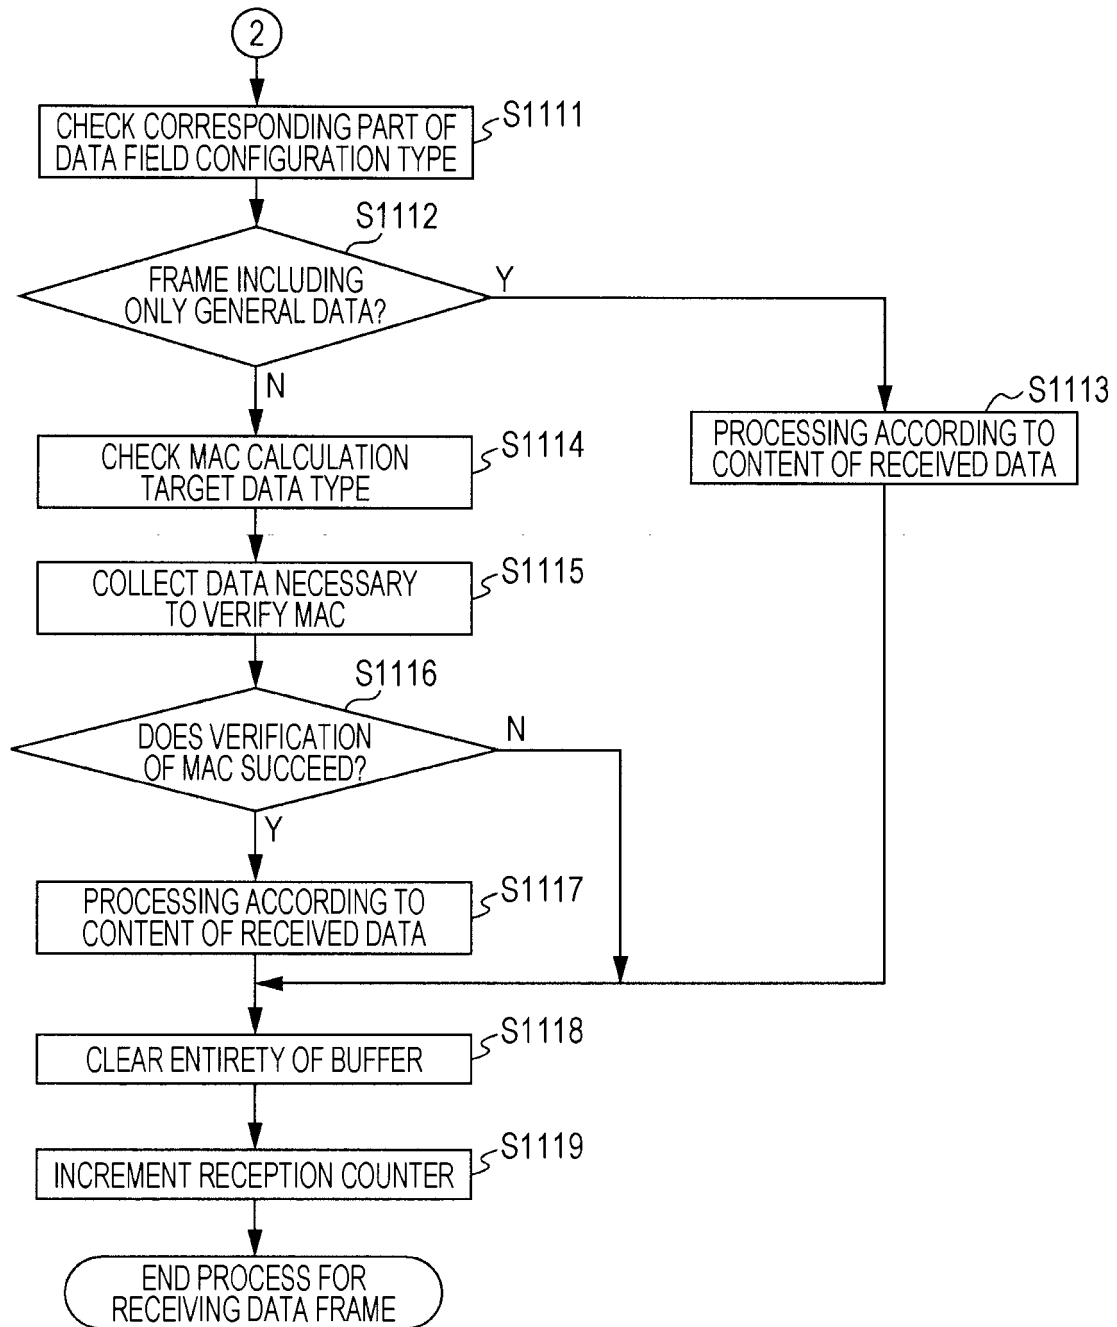 2
S1111
CHECK CORRESPONDING PART OF
DATA FIELD CONFIGURATION TYPE
S1112
FRAME INCLUDING
ONLY GENERAL DATA?
Y
N
S1113
PROCESSING ACCORDING TO
CONTENT OF RECEIVED DATA
S1114
CHECK MAC CALCULATION
TARGET DATA TYPE
S1115
COLLECT DATA NECESSARY
TO VERIFY MAC
S1116
DOES VERIFICATION
OF MAC SUCCEED?
N
Y
S1117
PROCESSING ACCORDING TO
CONTENT OF RECEIVED DATA
S1118
CLEAR ENTIRETY OF BUFFER
S1119
INCREMENT RECEPTION COUNTER
END PROCESS FOR
RECEIVING DATA FRAME